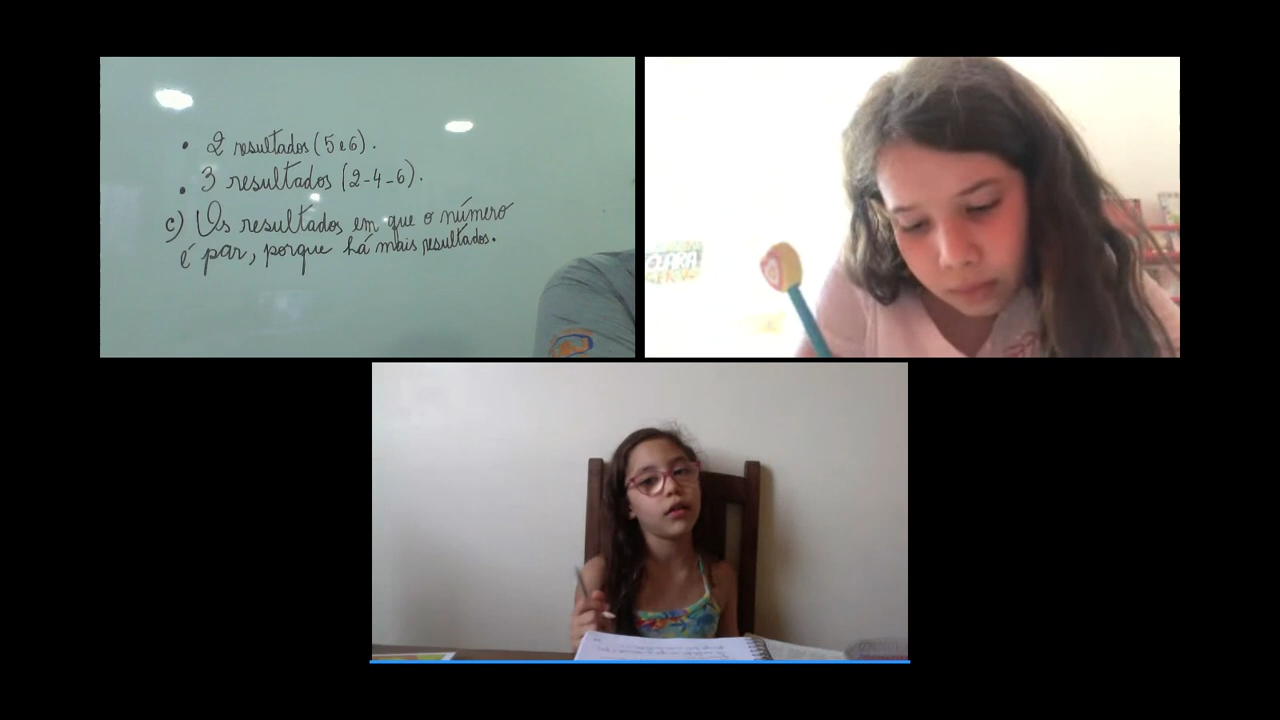 • 2 resultados (5 e 6).
• 3 resultados (2-4-6).
c) Os resultados em que o número
é par, porque há mais resultados.
CLARA